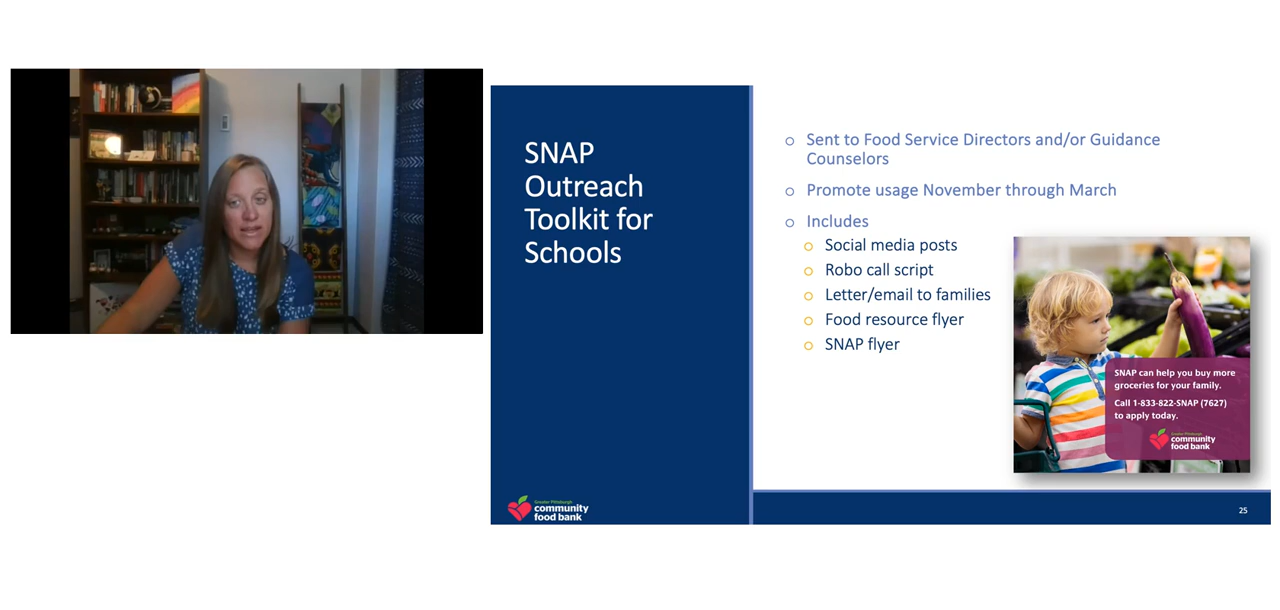 SNAP
Outreach
Toolkit for
Schools
Greater Pittsburgh
community
food bank
o Sent to Food Service Directors and/or Guidance
Counselors
o Promote usage November through March
o Includes
o Social media posts
o Robo call script
o Letter/email to families
o Food resource flyer
o SNAP flyer
SNAP can help you buy more
groceries for your family.
Call 1-833-822-SNAP (7627)
to apply today.
Greater Pittsburgh
community
food bank
25